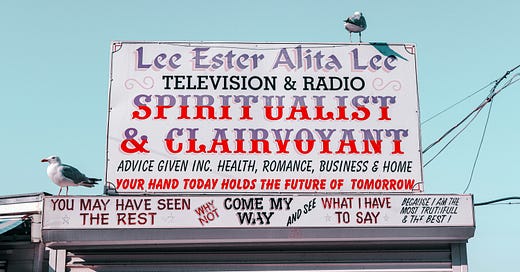 Lee Ester Alita Lee
TELEVISION & RADIO
SPIRITUALIST
& CLAIRVOYANT
ADVICE GIVEN INC. HEALTH, ROMANCE, BUSINESS & HOME
YOUR HAND TODAY HOLDS THE FUTURE OF TOMORROW
YOU MAY HAVE SEEN
THE REST
WHY
NOT
COME MY
WAY
AND SEE
WHAT I HAVE
TO SAY
BECAUSE I AM THE
MOST TRUTHFULL
& THE BEST!